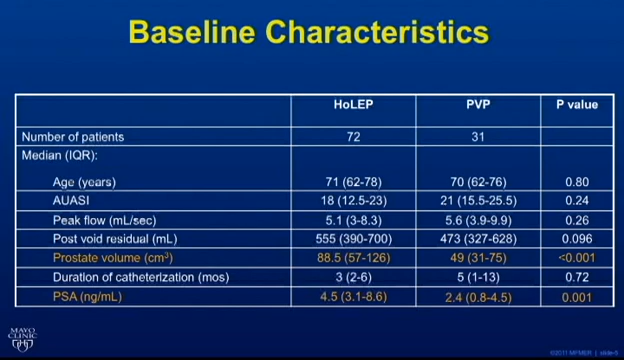 Baseline Characteristics
HoLEP PVP P value
Number of patients 72 31
Median (IQR):
Age (years) 71 (62-78) 70 (62-76) 0.80
AUASI 18 (12.5-23) 21 (15.5-25.5) 0.24
Peak flow (mL/sec) 5.1 (3-8.3) 5.6 (3.9-9.9) 0.26
Post void residual (mL) 555 (390-700) 473 (327-628) 0.096
Prostate volume (cm³) 88.5 (57-126) 49 (31-75) <0.001
Duration of catheterization (mos) 3 (2-6) 5 (1-13) 0.72
PSA (ng/mL) 4.5 (3.1-8.6) 2.4 (0.8-4.5) 0.001
MAYO
CLINIC
©2011 MFMER | slide-